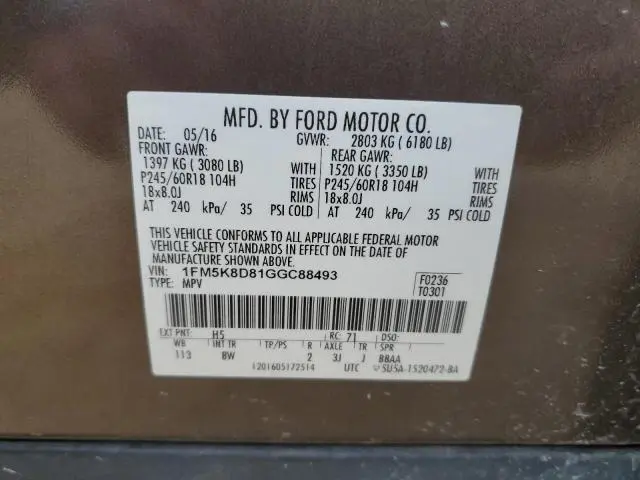 MFD. BY FORD MOTOR CO.
DATE: 05/16 GVWR: 2803 KG ( 6180 LB)
FRONT GAWR: REAR GAWR:
1397 KG ( 3080 LB) WITH 1520 KG ( 3350 LB) WITH
P245/60R18 104H TIRES P245/60R18 104H TIRES
18x8.0J RIMS 18x8.0J RIMS
AT 240 kPa/ 35 PSI COLD AT 240 kPa/ 35 PSI COLD
THIS VEHICLE CONFORMS TO ALL APPLICABLE FEDERAL MOTOR
VEHICLE SAFETY STANDARDS IN EFFECT ON THE DATE OF
MANUFACTURE SHOWN ABOVE.
VIN: 1FM5K8D81GGC88493 F0236
TYPE: MPV T0301
EXT PNT: H5 RC: 71 DSO:
WB INT TR TP/PS R AXLE TR SPR
113 8W 2 3J J BBAA
UTC 5U5A-1520472-BA